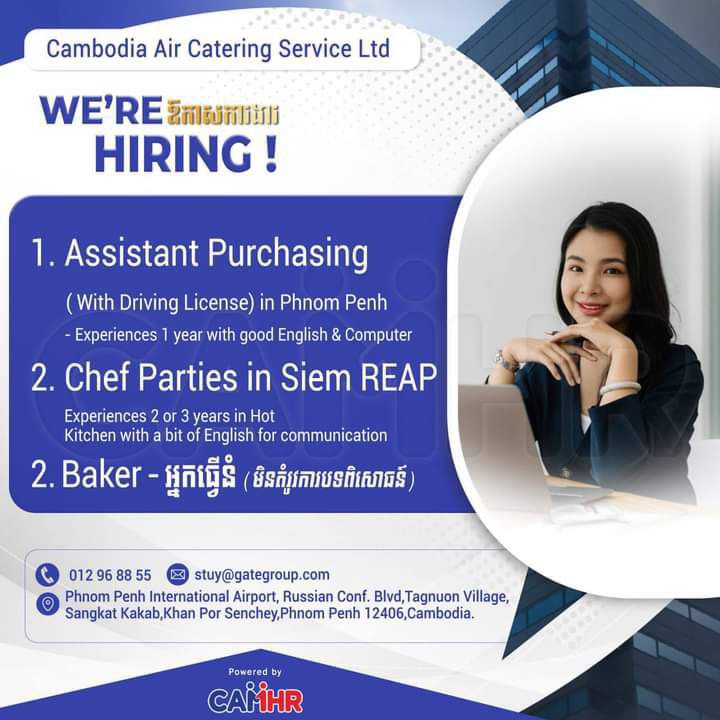 Cambodia Air Catering Service Ltd
WE'RE ឱកាសការងារ
HIRING !
1. Assistant Purchasing
( With Driving License) in Phnom Penh
- Experiences 1 year with good English & Computer
2. Chef Parties in Siem REAP
Experiences 2 or 3 years in Hot
Kitchen with a bit of English for communication
2. Baker - អ្នកធ្វើនំ ( មិនតំរូវការបទពិសោធន៍ )
012 96 88 55 stuy@gategroup.com
Phnom Penh International Airport, Russian Conf. Blvd,Tagnuon Village,
Sangkat Kakab,Khan Por Senchey,Phnom Penh 12406,Cambodia.
Powered by
CAMHR